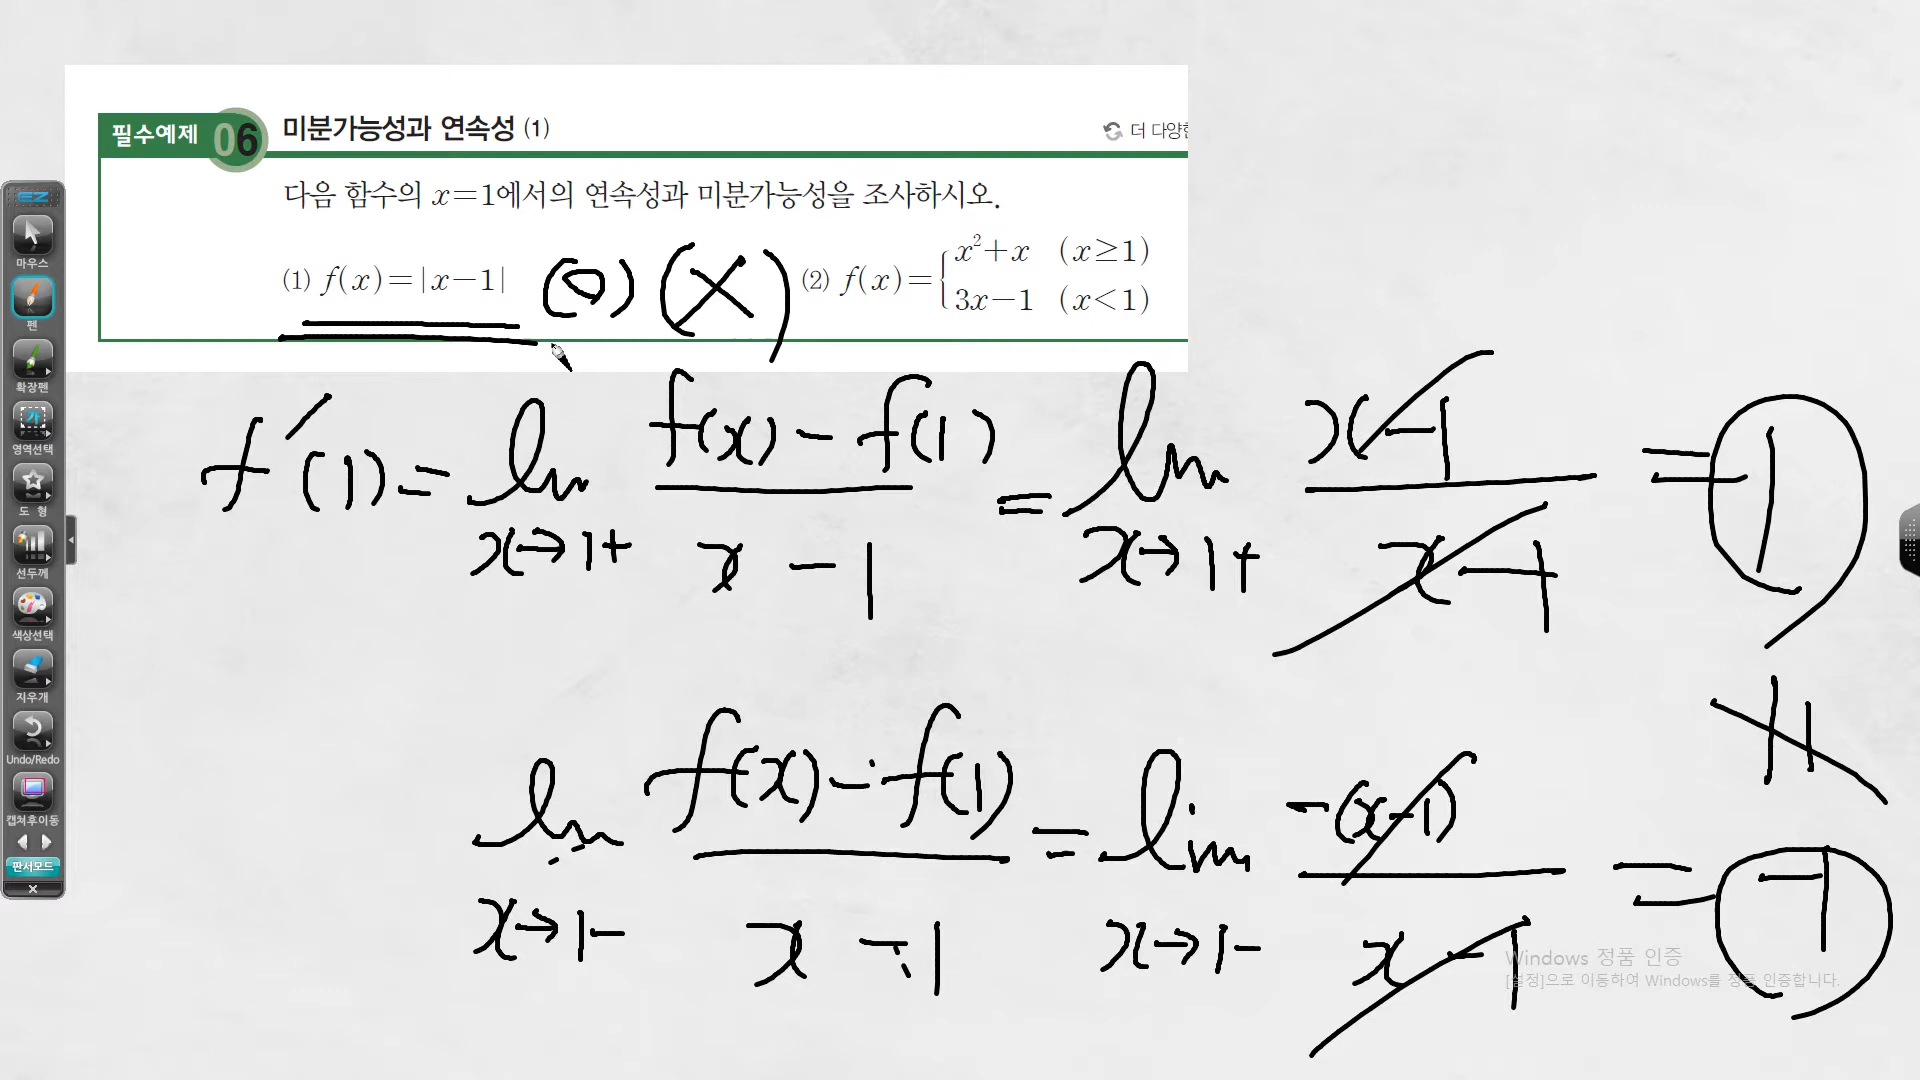 필수예제 06 미분가능성과 연속성 (1)
더 다양한
다음 함수의 x=1에서의 연속성과 미분가능성을 조사하시오.
(1) f(x)=|x-1| (O) (X) (2) f(x)={ x²+x (x≥1)
3x-1 (x<1)
f'(1) = lim x→1+ f(x)-f(1) / x-1 = lim x→1+ x-1 / x-1 = 1
≠
lim x→1- f(x)-f(1) / x-1 = lim x→1- -(x-1) / x-1 = -1
EZ
마우스
펜
확장펜
가
영역선택
도 형
선두께
색상선택
지우개
Undo/Redo
캡쳐후이동
판서모드
x
Windows 정품 인증
[설정]으로 이동하여 Windows를 정품 인증합니다.